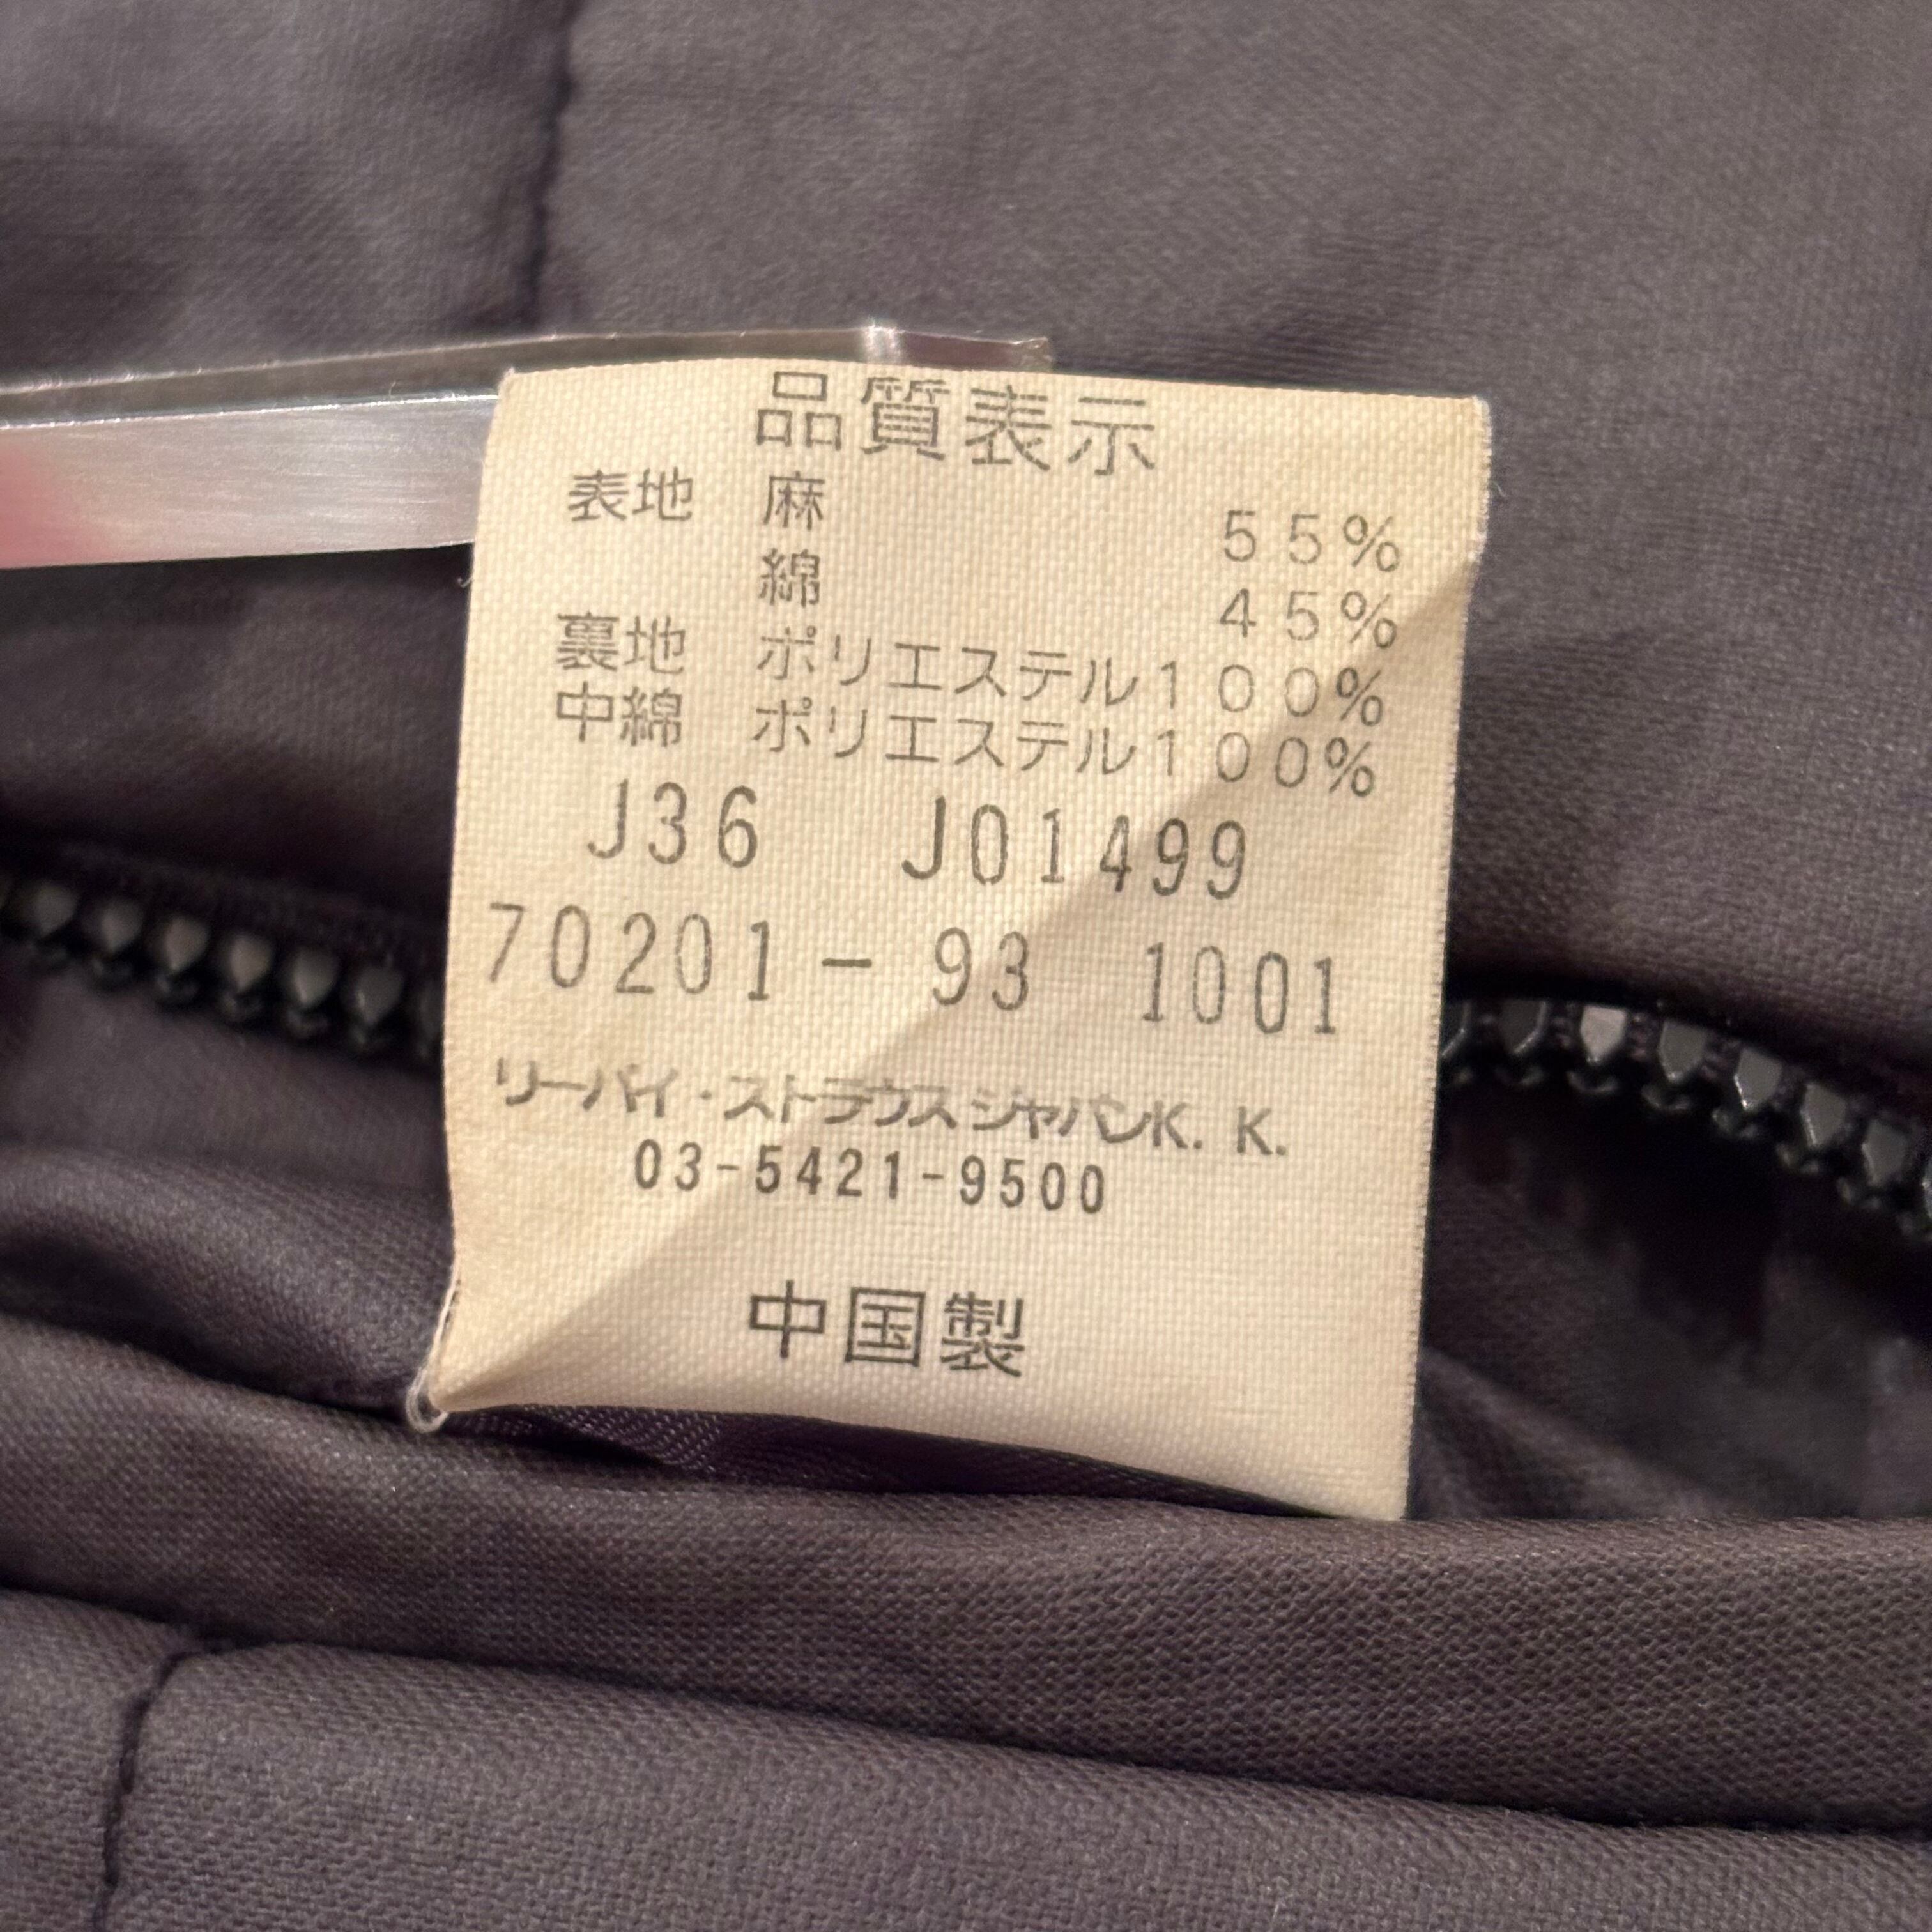 品質表示
表地 麻 55%
綿 45%
裏地 ポリエステル100%
中綿 ポリエステル100%
J36 J01499
70201-93 1001
リーバイ・ストラウス ジャパンK.K.
03-5421-9500
中国製